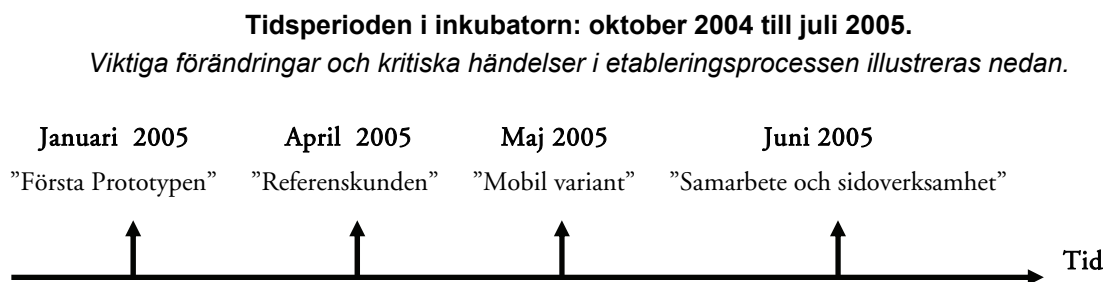 Tidsperioden i inkubatorn: oktober 2004 till juli 2005.
Viktiga förändringar och kritiska händelser i etableringsprocessen illustreras nedan.
Januari 2005 April 2005 Maj 2005 Juni 2005
”Första Prototypen” ”Referenskunden” ”Mobil variant” ”Samarbete och sidoverksamhet”
Tid